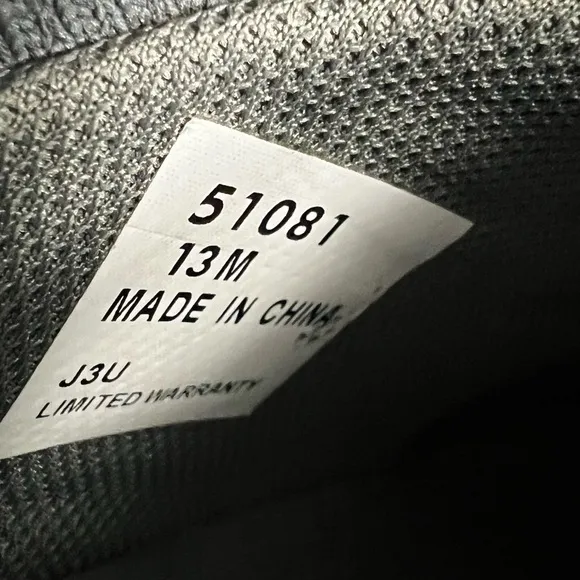 51081
13M
MADE IN CHINA
J3U
LIMITED WARRANTY